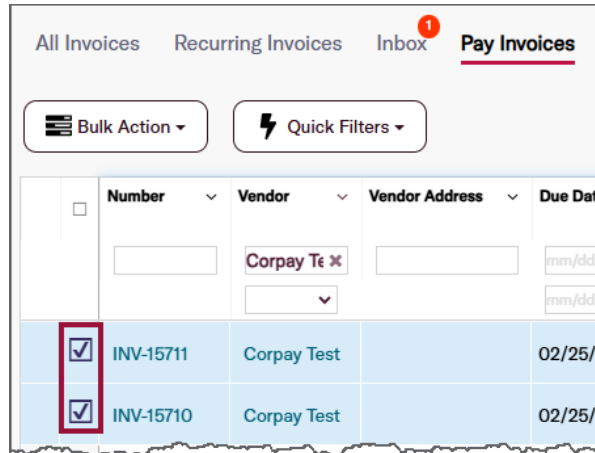 All Invoices Recurring Invoices Inbox 1 Pay Invoices
Bulk Action Quick Filters
Number Vendor Vendor Address Due Dat
Corpay Te
mm/dd
mm/dd
INV-15711 Corpay Test 02/25/
INV-15710 Corpay Test 02/25/